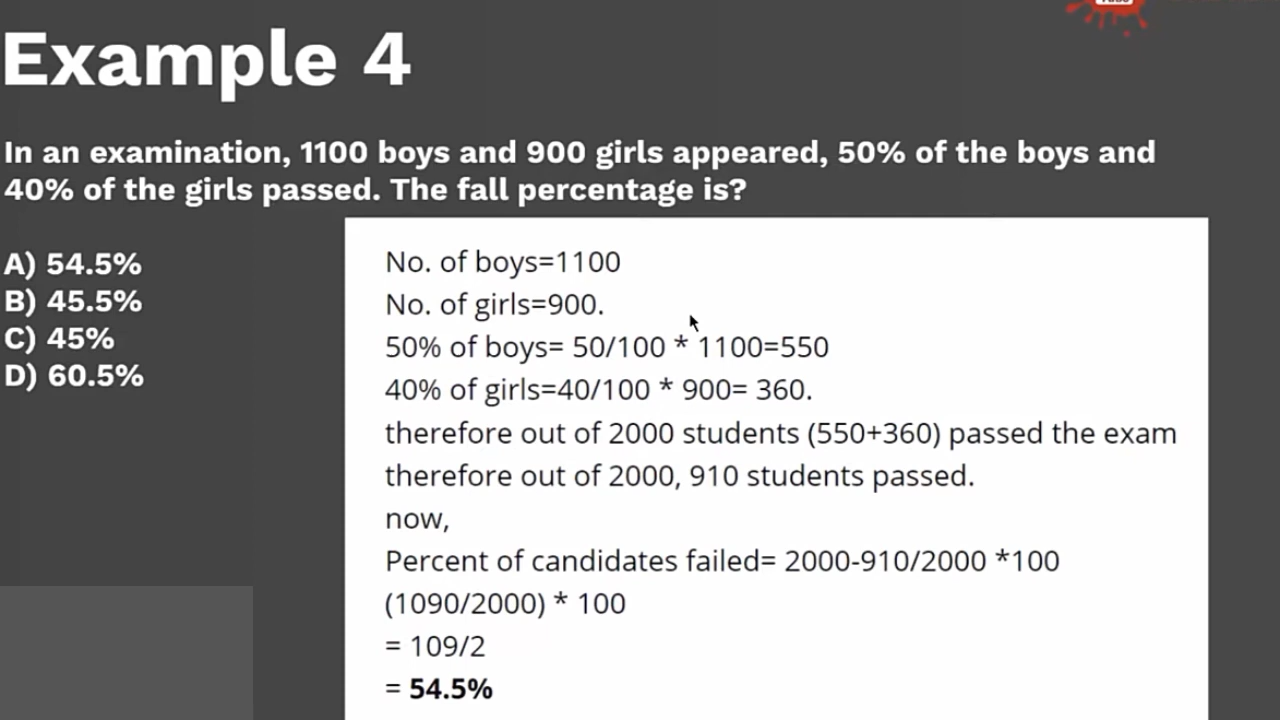 Example 4
In an examination, 1100 boys and 900 girls appeared, 50% of the boys and
40% of the girls passed. The fall percentage is?
A) 54.5%
B) 45.5%
C) 45%
D) 60.5%
No. of boys=1100
No. of girls=900.
50% of boys= 50/100 * 1100=550
40% of girls=40/100 * 900= 360.
therefore out of 2000 students (550+360) passed the exam
therefore out of 2000, 910 students passed.
now,
Percent of candidates failed= 2000-910/2000 *100
(1090/2000) * 100
= 109/2
= 54.5%